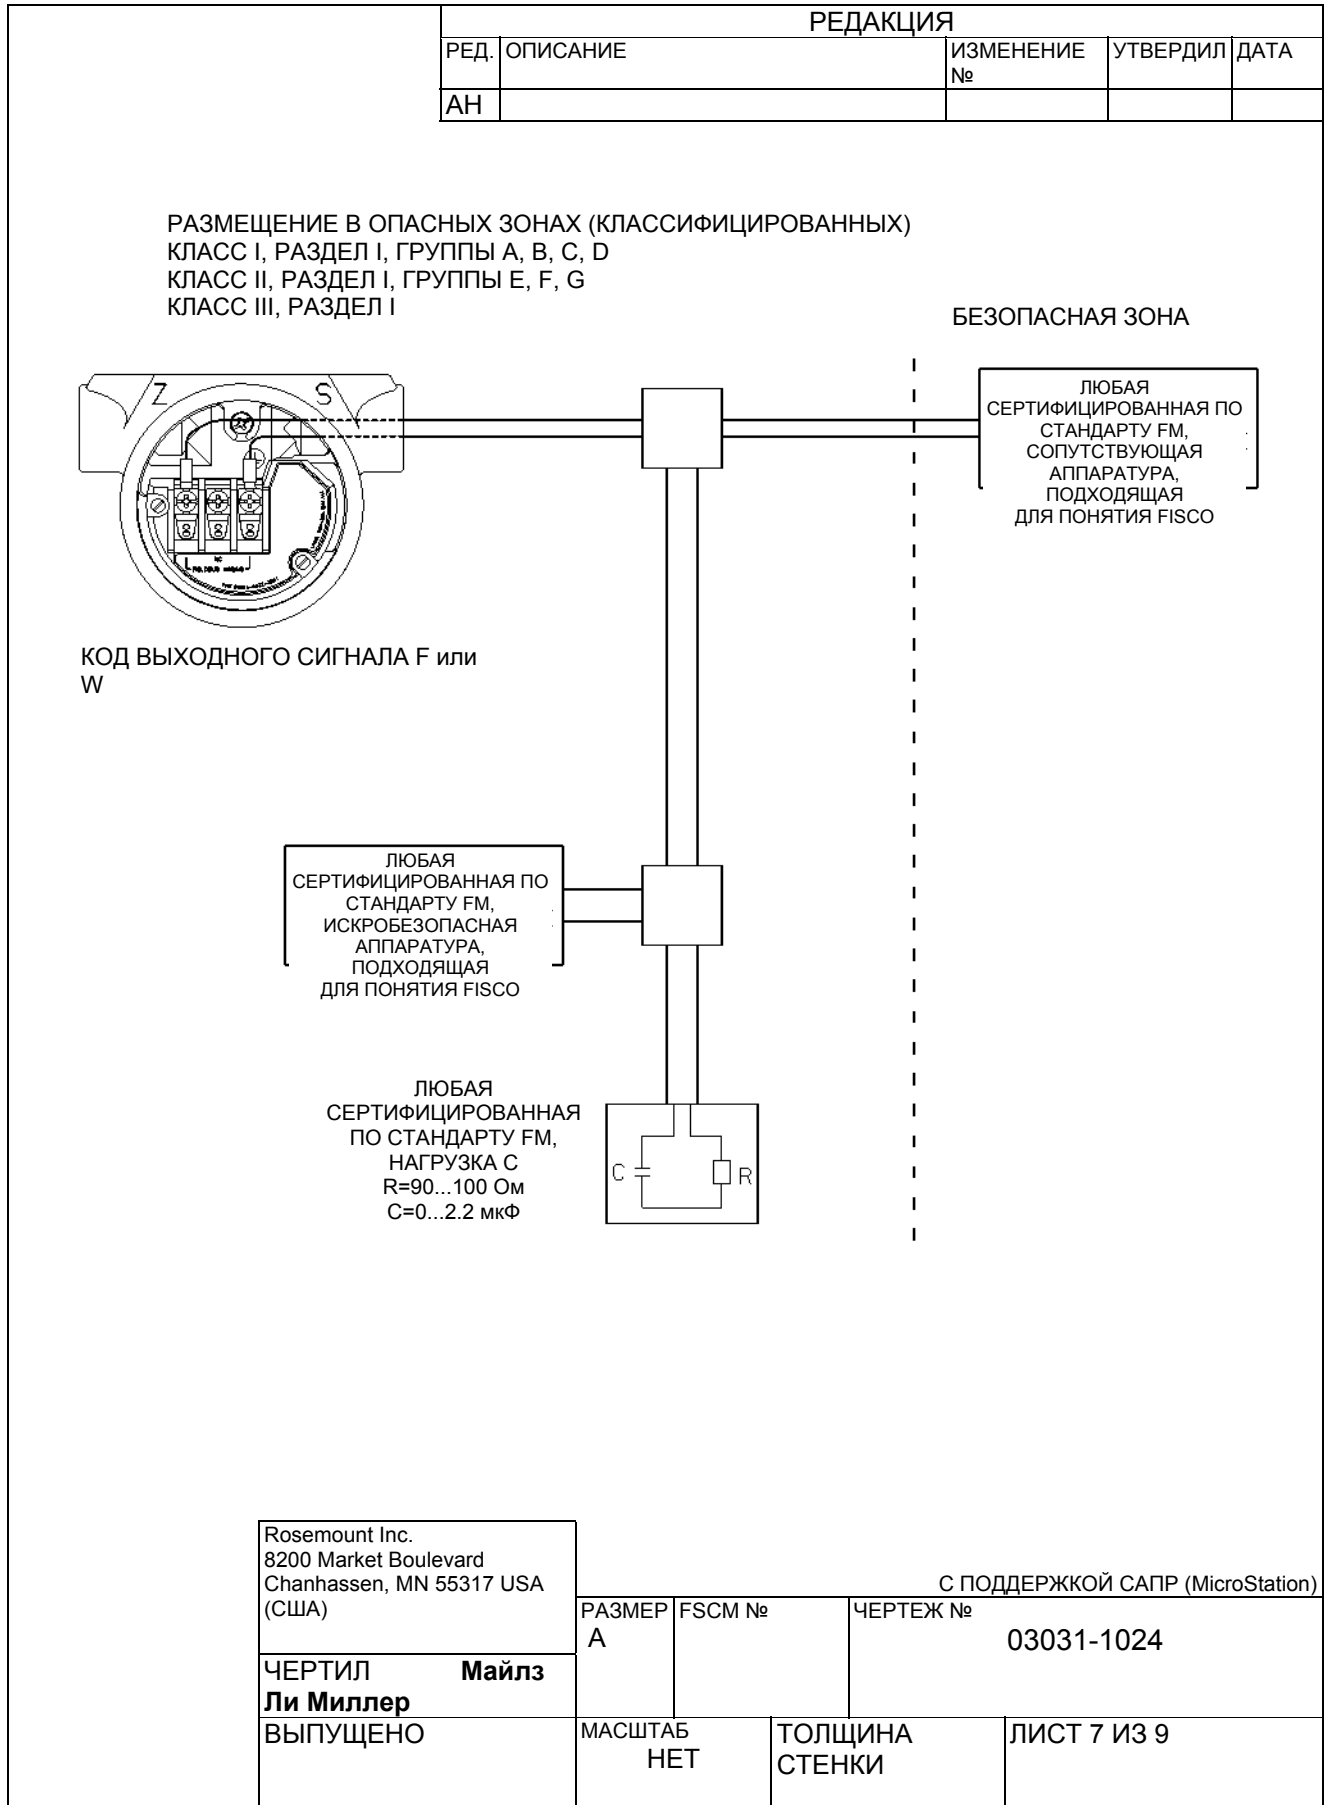 РЕДАКЦИЯ
РЕД. ОПИСАНИЕ ИЗМЕНЕНИЕ № УТВЕРДИЛ ДАТА
АН
РАЗМЕЩЕНИЕ В ОПАСНЫХ ЗОНАХ (КЛАССИФИЦИРОВАННЫХ)
КЛАСС I, РАЗДЕЛ I, ГРУППЫ A, B, C, D
КЛАСС II, РАЗДЕЛ I, ГРУППЫ E, F, G
КЛАСС III, РАЗДЕЛ I
БЕЗОПАСНАЯ ЗОНА
Z S
ЛЮБАЯ
СЕРТИФИЦИРОВАННАЯ ПО
СТАНДАРТУ FM,
СОПУТСТВУЮЩАЯ
АППАРАТУРА,
ПОДХОДЯЩАЯ
ДЛЯ ПОНЯТИЯ FISCO
КОД ВЫХОДНОГО СИГНАЛА F или
W
ЛЮБАЯ
СЕРТИФИЦИРОВАННАЯ ПО
СТАНДАРТУ FM,
ИСКРОБЕЗОПАСНАЯ
АППАРАТУРА,
ПОДХОДЯЩАЯ
ДЛЯ ПОНЯТИЯ FISCO
ЛЮБАЯ
СЕРТИФИЦИРОВАННАЯ
ПО СТАНДАРТУ FM,
НАГРУЗКА С
R=90...100 Ом
C=0...2.2 мкФ
C R
Rosemount Inc.
8200 Market Boulevard
Chanhassen, MN 55317 USA
(США)
С ПОДДЕРЖКОЙ САПР (MicroStation)
РАЗМЕР FSCM № ЧЕРТЕЖ №
A 03031-1024
ЧЕРТИЛ Майлз
Ли Миллер
ВЫПУЩЕНО МАСШТАБ ТОЛЩИНА ЛИСТ 7 ИЗ 9
НЕТ СТЕНКИ